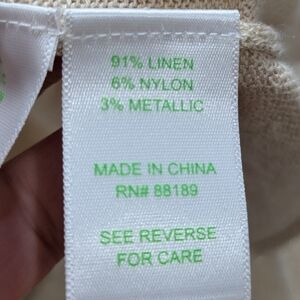 91% LINEN
6% NYLON
3% METALLIC
MADE IN CHINA
RN# 88189
SEE REVERSE
FOR CARE